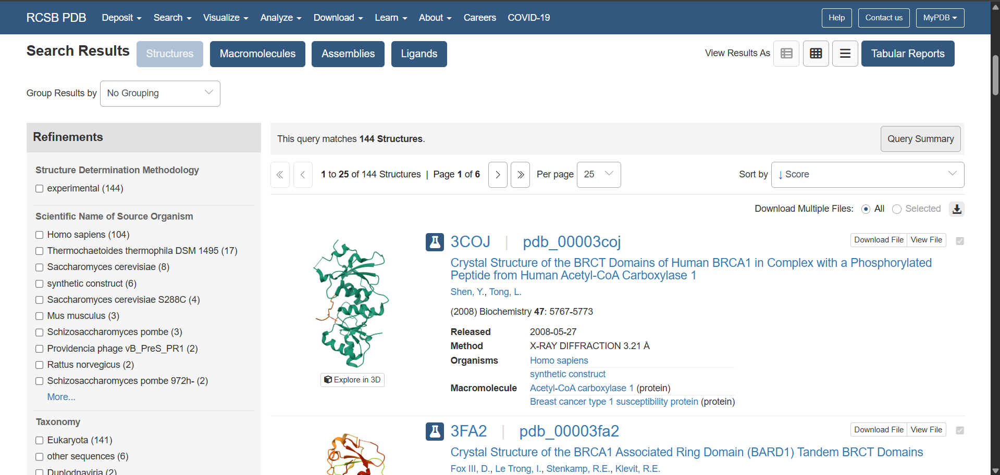 RCSB PDB Deposit Search Visualize Analyze Download Learn About Careers COVID-19 Help Contact us MyPDB
Search Results Structures Macromolecules Assemblies Ligands View Results As Tabular Reports
Group Results by No Grouping
Refinements
Structure Determination Methodology
experimental (144)
Scientific Name of Source Organism
Homo sapiens (104)
Thermochaetoides thermophila DSM 1495 (17)
Saccharomyces cerevisiae (8)
synthetic construct (6)
Saccharomyces cerevisiae S288C (4)
Mus musculus (3)
Schizosaccharomyces pombe (3)
Providencia phage vB_PreS_PR1 (2)
Rattus norvegicus (2)
Schizosaccharomyces pombe 972h- (2)
More...
Taxonomy
Eukaryota (141)
other sequences (6)
Duplodnaviria (2)
This query matches 144 Structures. Query Summary
1 to 25 of 144 Structures | Page 1 of 6 Per page 25 Sort by ↓ Score
Download Multiple Files: All Selected
3COJ | pdb_00003coj Download File View File
Crystal Structure of the BRCT Domains of Human BRCA1 in Complex with a Phosphorylated
Peptide from Human Acetyl-CoA Carboxylase 1
Shen, Y., Tong, L.
(2008) Biochemistry 47: 5767-5773
Released 2008-05-27
Method X-RAY DIFFRACTION 3.21 Å
Organisms Homo sapiens
synthetic construct
Macromolecule Acetyl-CoA carboxylase 1 (protein)
Breast cancer type 1 susceptibility protein (protein)
Explore in 3D
3FA2 | pdb_00003fa2 Download File View File
Crystal Structure of the BRCA1 Associated Ring Domain (BARD1) Tandem BRCT Domains
Fox III, D., Le Trong, I., Stenkamp, R.E., Klevit, R.E.